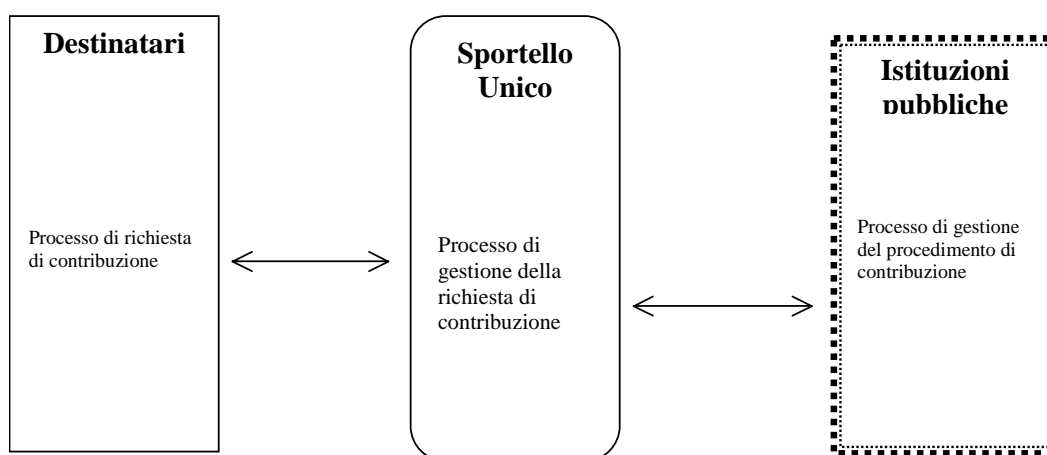 Destinatari
Processo di richiesta
di contribuzione
Sportello
Unico
Processo di
gestione della
richiesta di
contribuzione
Istituzioni
pubbliche
Processo di gestione
del procedimento di
contribuzione